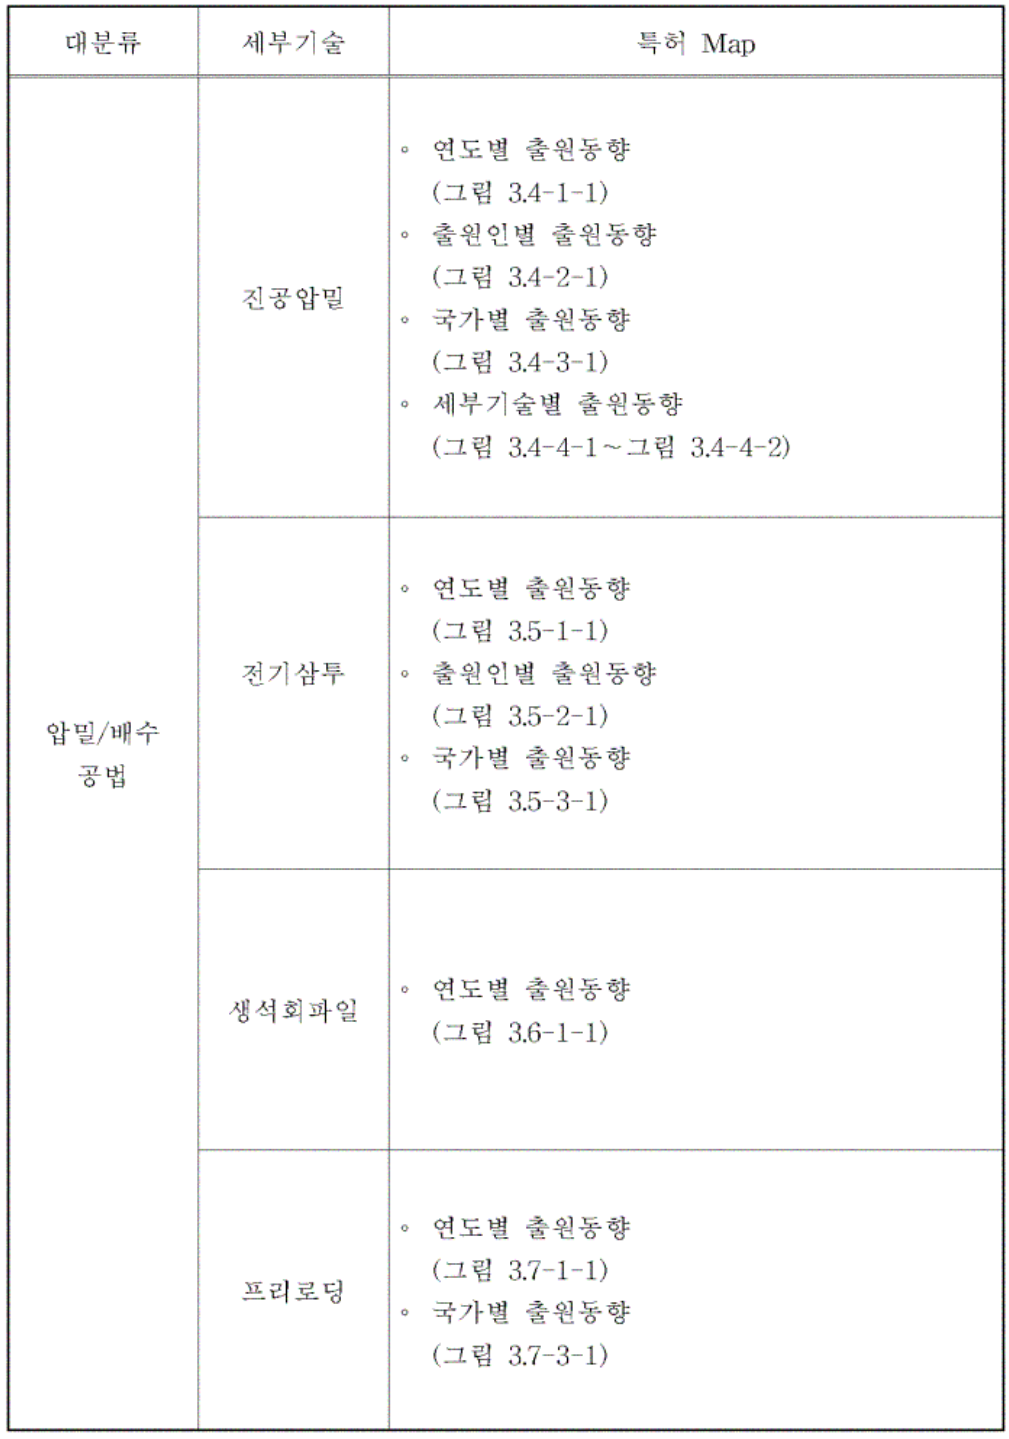 대분류 세부기술 특허 Map
압밀/배수
공법
진공압밀
◦ 연도별 출원동향
(그림 3.4-1-1)
◦ 출원인별 출원동향
(그림 3.4-2-1)
◦ 국가별 출원동향
(그림 3.4-3-1)
◦ 세부기술별 출원동향
(그림 3.4-4-1～그림 3.4-4-2)
전기삼투
◦ 연도별 출원동향
(그림 3.5-1-1)
◦ 출원인별 출원동향
(그림 3.5-2-1)
◦ 국가별 출원동향
(그림 3.5-3-1)
생석회파일
◦ 연도별 출원동향
(그림 3.6-1-1)
프리로딩
◦ 연도별 출원동향
(그림 3.7-1-1)
◦ 국가별 출원동향
(그림 3.7-3-1)